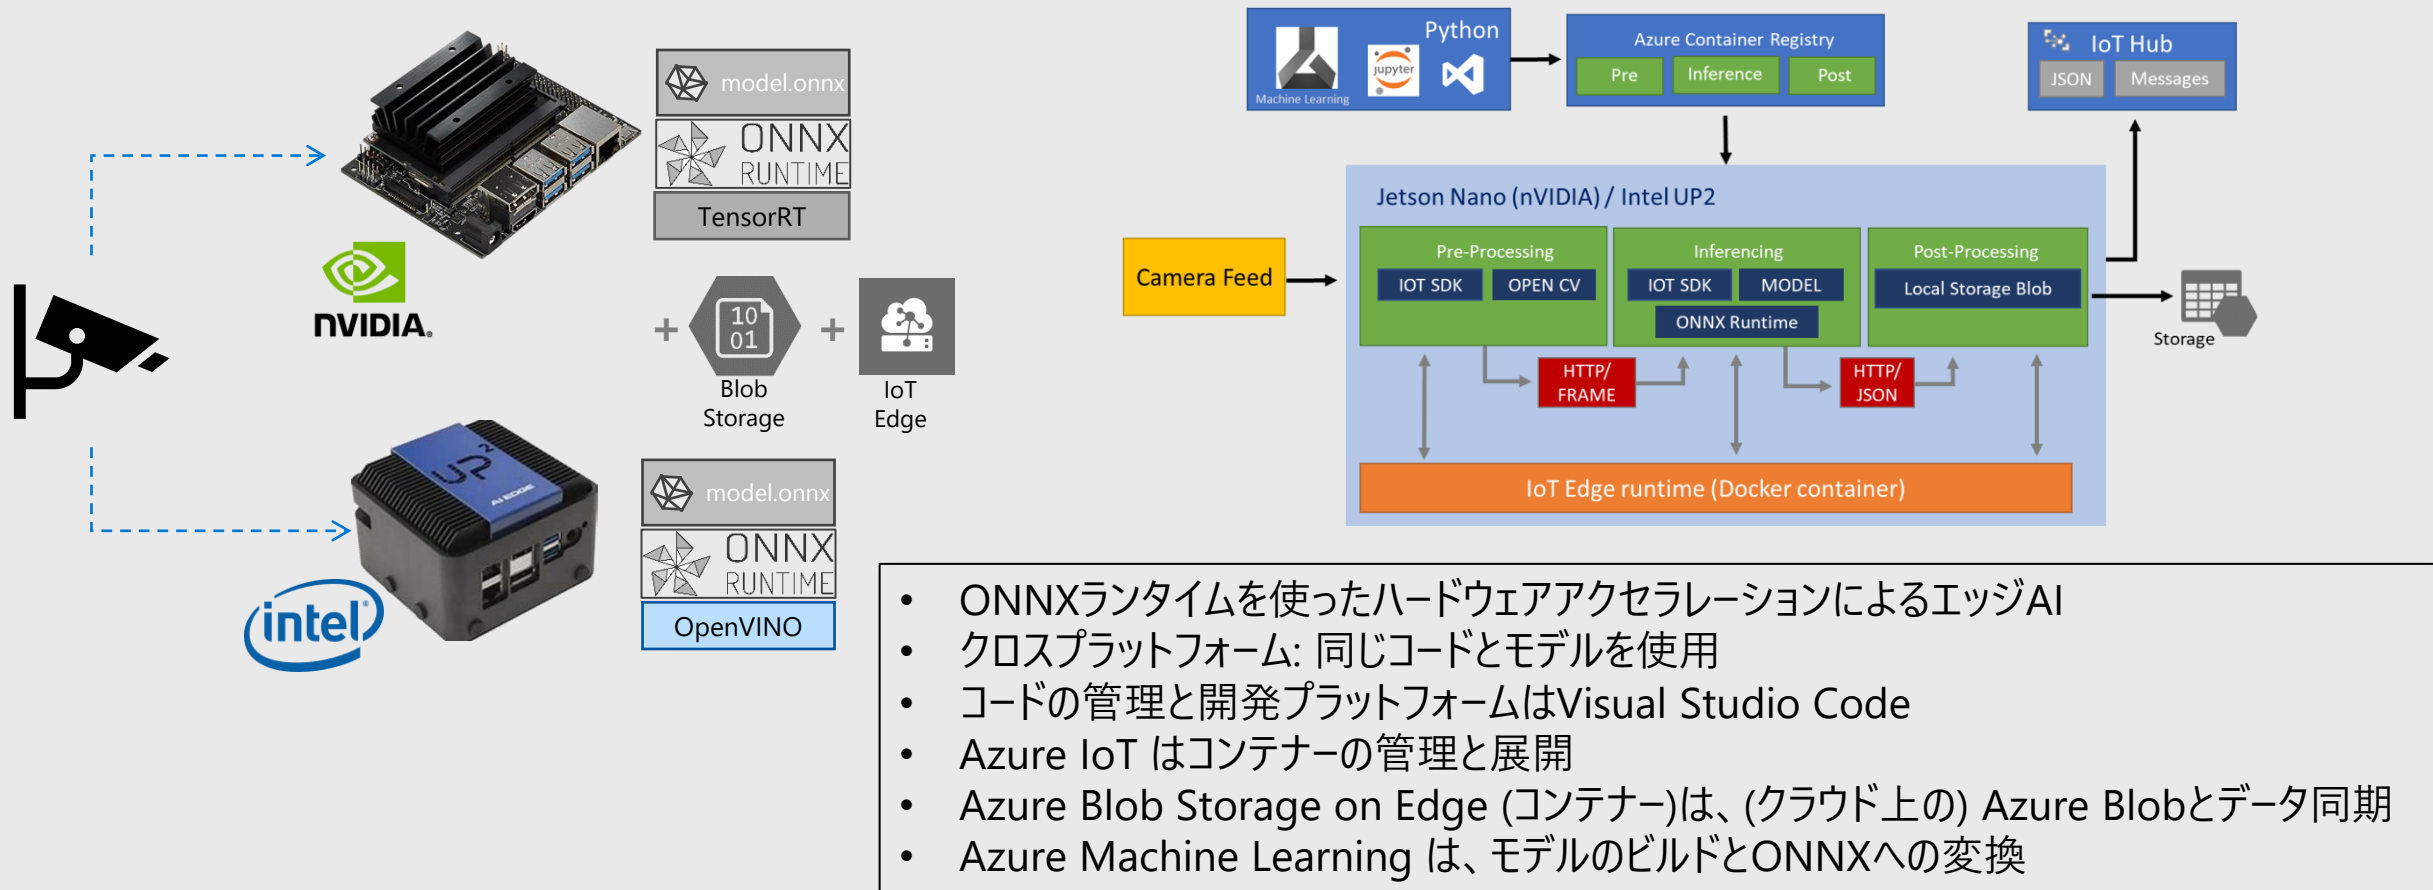 model.onnx
ONNX
RUNTIME
TensorRT
NVIDIA.
+
10
01
+
Blob
Storage
IoT
Edge
UP²
AI EDGE
intel
model.onnx
ONNX
RUNTIME
OpenVINO
Python
Machine Learning
jupyter
Azure Container Registry
Pre
Inference
Post
IoT Hub
JSON
Messages
Jetson Nano (nVIDIA) / Intel UP2
Camera Feed
Pre-Processing
IOT SDK
OPEN CV
Inferencing
IOT SDK
MODEL
ONNX Runtime
Post-Processing
Local Storage Blob
Storage
HTTP/
FRAME
HTTP/
JSON
IoT Edge runtime (Docker container)
• ONNXランタイムを使ったハードウェアアクセラレーションによるエッジAI
• クロスプラットフォーム: 同じコードとモデルを使用
• コードの管理と開発プラットフォームはVisual Studio Code
• Azure IoT はコンテナーの管理と展開
• Azure Blob Storage on Edge (コンテナー)は、(クラウド上の) Azure Blobとデータ同期
• Azure Machine Learning は、モデルのビルドとONNXへの変換